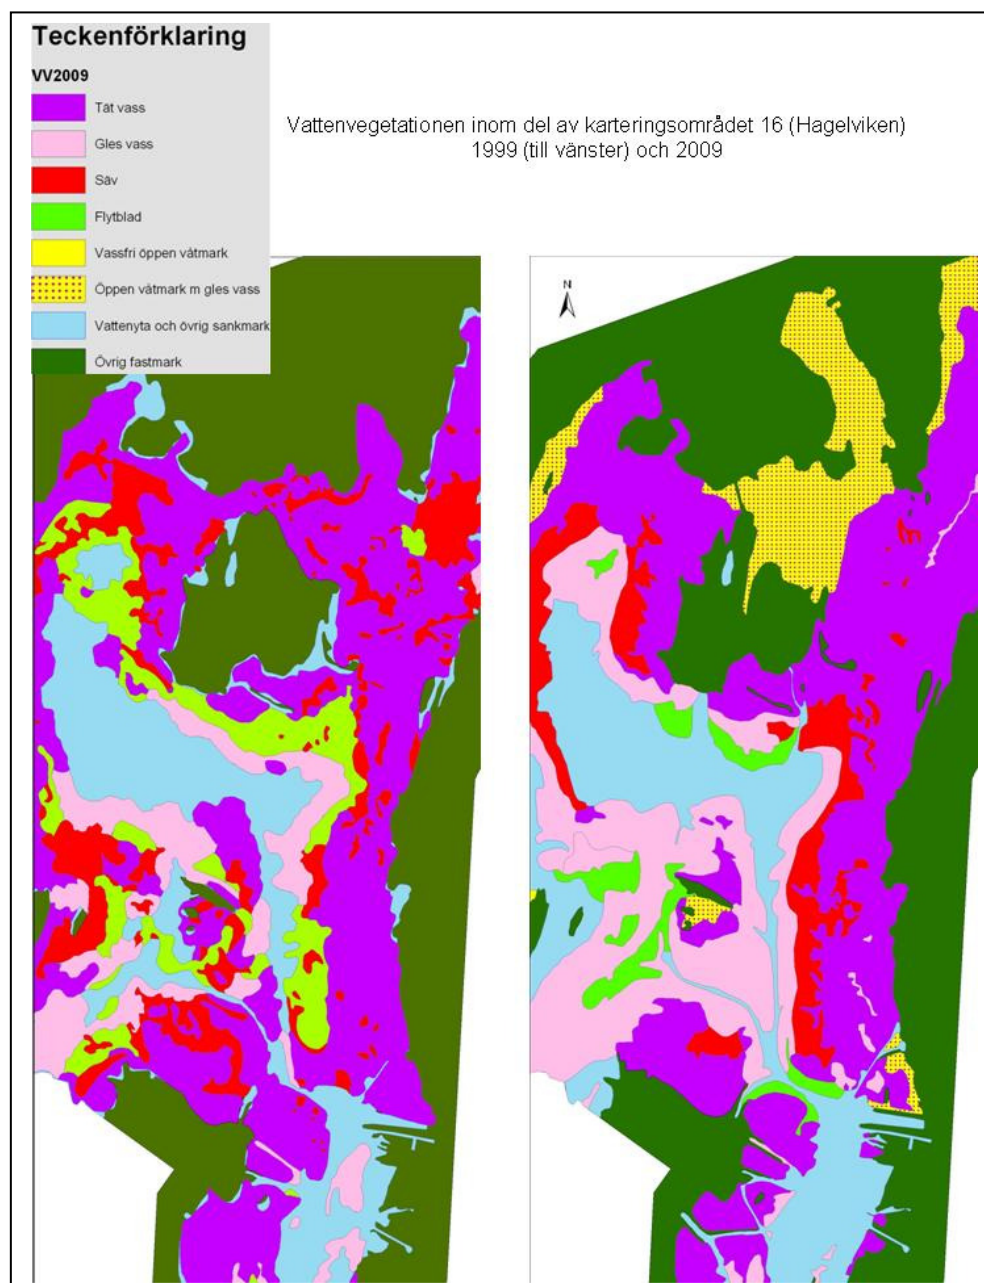 Teckenförklaring
VV2009
Tät vass
Gles vass
Säv
Flytblad
Vassfri öppen våtmark
Öppen våtmark m gles vass
Vattenyta och övrig sankmark
Övrig fastmark
Vattenvegetationen inom del av karteringsområdet 16 (Hagelviken)
1999 (till vänster) och 2009
N